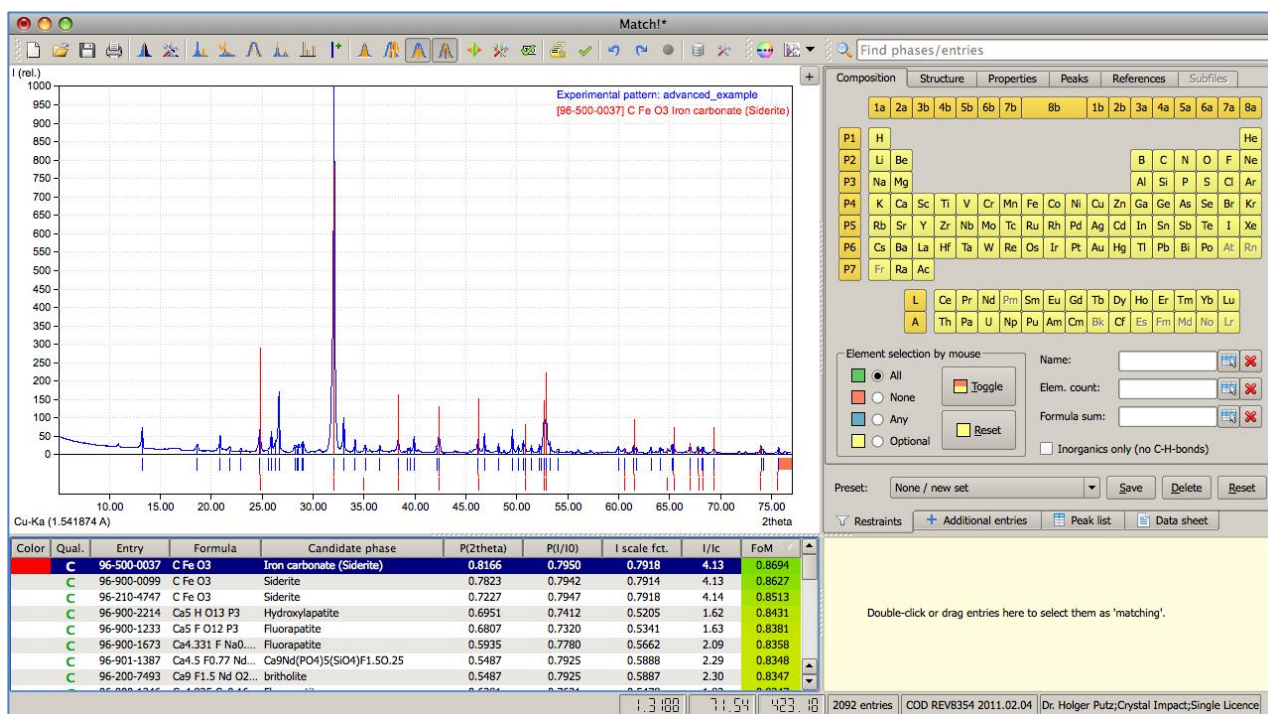 Match!*
Find phases/entries
I (rel.)
1000
950
900
850
800
750
700
650
600
550
500
450
400
350
300
250
200
150
100
50
0
Experimental pattern: advanced_example
[96-500-0037] C Fe O3 Iron carbonate (Siderite)
10.00 15.00 20.00 25.00 30.00 35.00 40.00 45.00 50.00 55.00 60.00 65.00 70.00 75.00
Cu-Ka (1.541874 A) 2theta
Composition Structure Properties Peaks References Subfiles
1a 2a 3b 4b 5b 6b 7b 8b 1b 2b 3a 4a 5a 6a 7a 8a
P1 H He
P2 Li Be B C N O F Ne
P3 Na Mg Al Si P S Cl Ar
P4 K Ca Sc Ti V Cr Mn Fe Co Ni Cu Zn Ga Ge As Se Br Kr
P5 Rb Sr Y Zr Nb Mo Tc Ru Rh Pd Ag Cd In Sn Sb Te I Xe
P6 Cs Ba La Hf Ta W Re Os Ir Pt Au Hg Tl Pb Bi Po At Rn
P7 Fr Ra Ac
L Ce Pr Nd Pm Sm Eu Gd Tb Dy Ho Er Tm Yb Lu
A Th Pa U Np Pu Am Cm Bk Cf Es Fm Md No Lr
Element selection by mouse
All
None
Any
Optional
Toggle
Reset
Name:
Elem. count:
Formula sum:
Inorganics only (no C-H-bonds)
Preset: None / new set Save Delete Reset
Restraints Additional entries Peak list Data sheet
Color Qual. Entry Formula Candidate phase P(2theta) P(I/I0) I scale fct. I/Ic FoM
C 96-500-0037 C Fe O3 Iron carbonate (Siderite) 0.8166 0.7950 0.7918 4.13 0.8694
C 96-900-0099 C Fe O3 Siderite 0.7823 0.7942 0.7914 4.13 0.8627
C 96-210-4747 C Fe O3 Siderite 0.7227 0.7947 0.7918 4.14 0.8513
C 96-900-2214 Ca5 H O13 P3 Hydroxylapatite 0.6951 0.7412 0.5205 1.62 0.8431
C 96-900-1233 Ca5 F O12 P3 Fluorapatite 0.6807 0.7320 0.5341 1.63 0.8381
C 96-900-1673 Ca4.331 F Na0.... Fluorapatite 0.5935 0.7780 0.5662 2.09 0.8358
C 96-901-1387 Ca4.5 F0.77 Nd... Ca9Nd(PO4)5(SiO4)F1.5O.25 0.5487 0.7925 0.5888 2.29 0.8348
C 96-200-7493 Ca9 F1.5 Nd O2... britholite 0.5487 0.7925 0.5887 2.30 0.8347
Double-click or drag entries here to select them as 'matching'.
1.3188 71.54 423.18 2092 entries COD REV8354 2011.02.04 Dr. Holger Putz;Crystal Impact;Single Licence